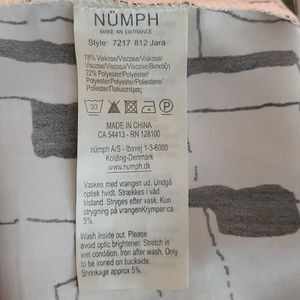 NÜMPH
MAKE AN ENTRANCE
Style: 7217 812 Jara
78% Viskose/Viskose/Viskose/
Viscose/Viscosa/Viscose/Βισκόζη
22% Polyester/Polyester/
Polyester/Polyesteri/Polyester/
Poliester/Πολυεστέρας
30
MADE IN CHINA
CA 54413 - RN 128100
nümph A/S - Ibsvej 1-3-6000
Kolding-Denmark
www.nümph.dk
Vaskes med vrangen ud. Undgå
optisk hvidt. Strækkes i våd
tilstand. Stryges efter vask. Kun
strygning på vrangen Krymper ca.
5%.
Wash inside out. Please
avoid optic brightener. Stretch in
wet condition. Iron after wash. Only
to be ironed on backside.
Shrinkage approx 5%.